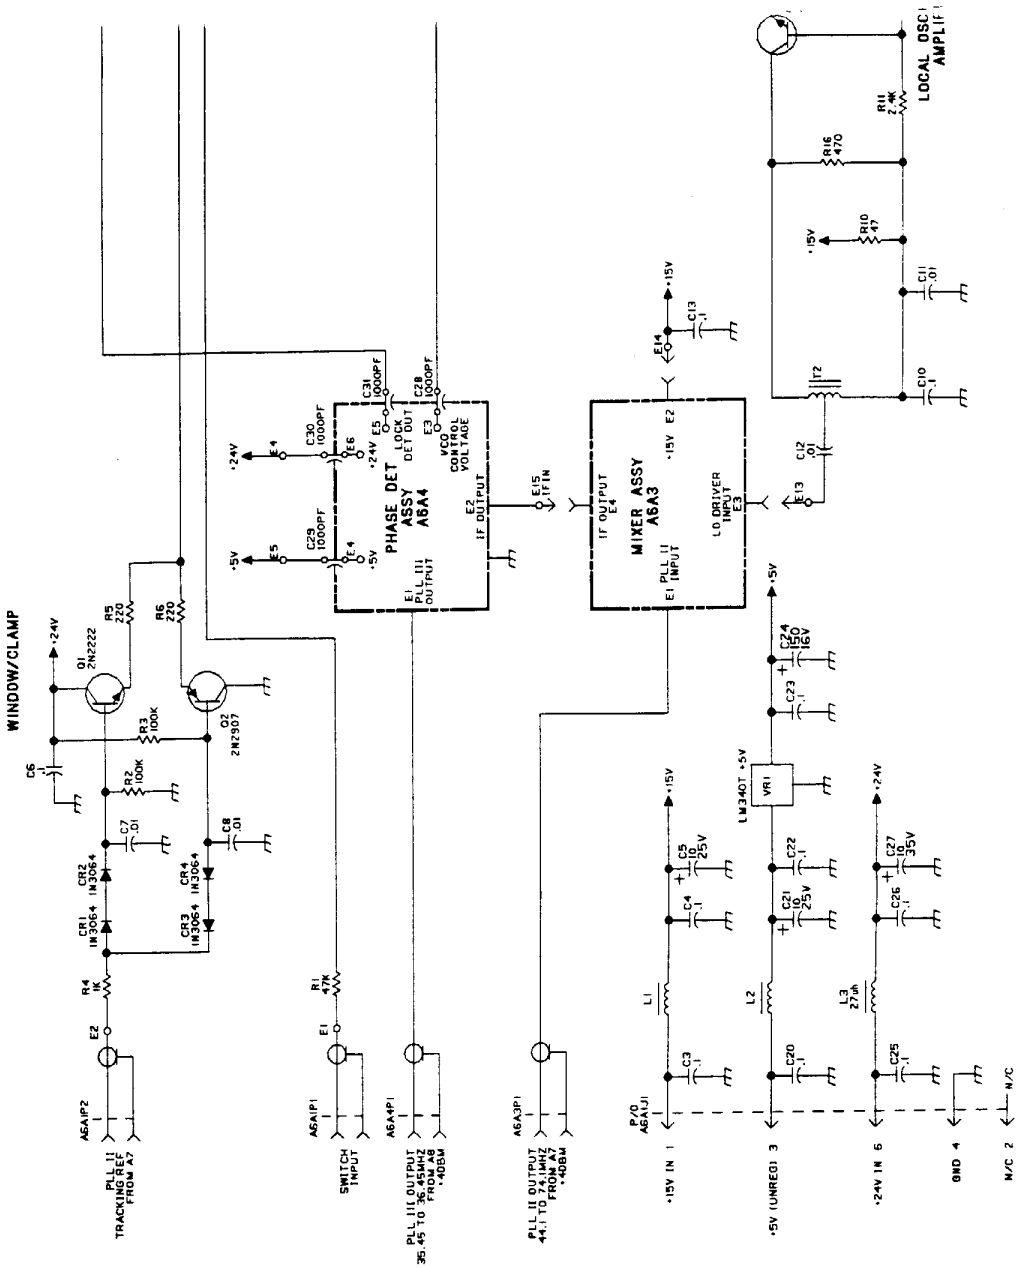 WINDOW/CLAMP
+24V
C6
.1
Q1
2N2222
R5
220
R6
220
R3
100K
R2
100K
Q2
2N2907
C7
.01
C8
.01
CR2
1N3064
CR1
1N3064
CR4
1N3064
CR3
1N3064
R4
1K
E2
A6A1P2
PLL II
TRACKING REF
FROM A7
R1
47K
E1
A6A1P1
SWITCH
INPUT
A6A4P1
PLL III OUTPUT
35.45 TO 36.45MHZ
FROM A8
+4DBM
A6A3P1
PLL II OUTPUT
44.1 TO 74.1MHZ
FROM A7
+4DBM
+24V
E4
C30
1000PF
E6
+24V
+5V
E5
C29
1000PF
E4
+5V
C31
1000PF
E5
LOCK
DET OUT
C28
1000PF
E3
VCO
CONTROL
VOLTAGE
PHASE DET
ASSY
A6A4
E1
PLL III
OUTPUT
E2
IF OUTPUT
E15
IF IN
IF OUTPUT
E4
MIXER ASSY
A6A3
E1 PLL II
INPUT
+15V E2
LO DRIVER
INPUT
E3
E14
+15V
C13
.1
E13
C12
.01
T2
C10
.1
C11
.01
+15V
R10
47
R16
470
R11
2.4K
LOCAL OSC
AMPLIF
P/O
A6A1J1
+15V IN 1
C3
.1
L1
C4
.1
C5
10
25V
+
+15V
+5V (UNREG) 3
C20
.1
L2
C21
10
25V
+
C22
.1
LM340T +5V
VR1
C23
.1
C24
150
16V
+
+5V
+24V IN 6
C25
.1
L3
27uh
C26
.1
C27
10
35V
+
+24V
GND 4
N/C 2
N/C